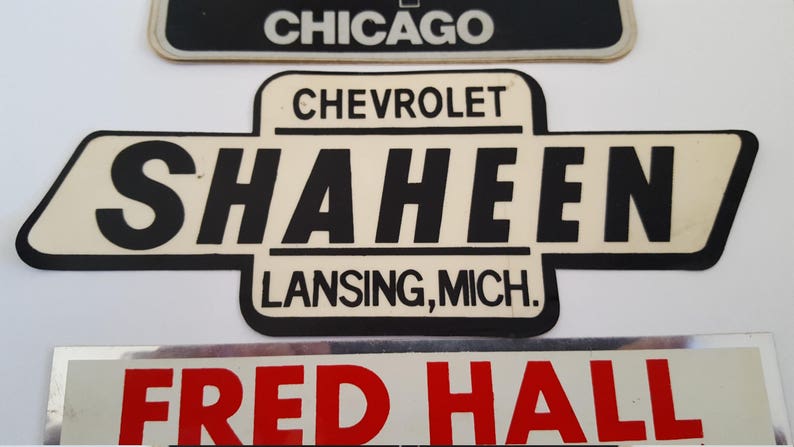 CHICAGO
CHEVROLET
SHAHEEN
LANSING, MICH.
FRED HALL